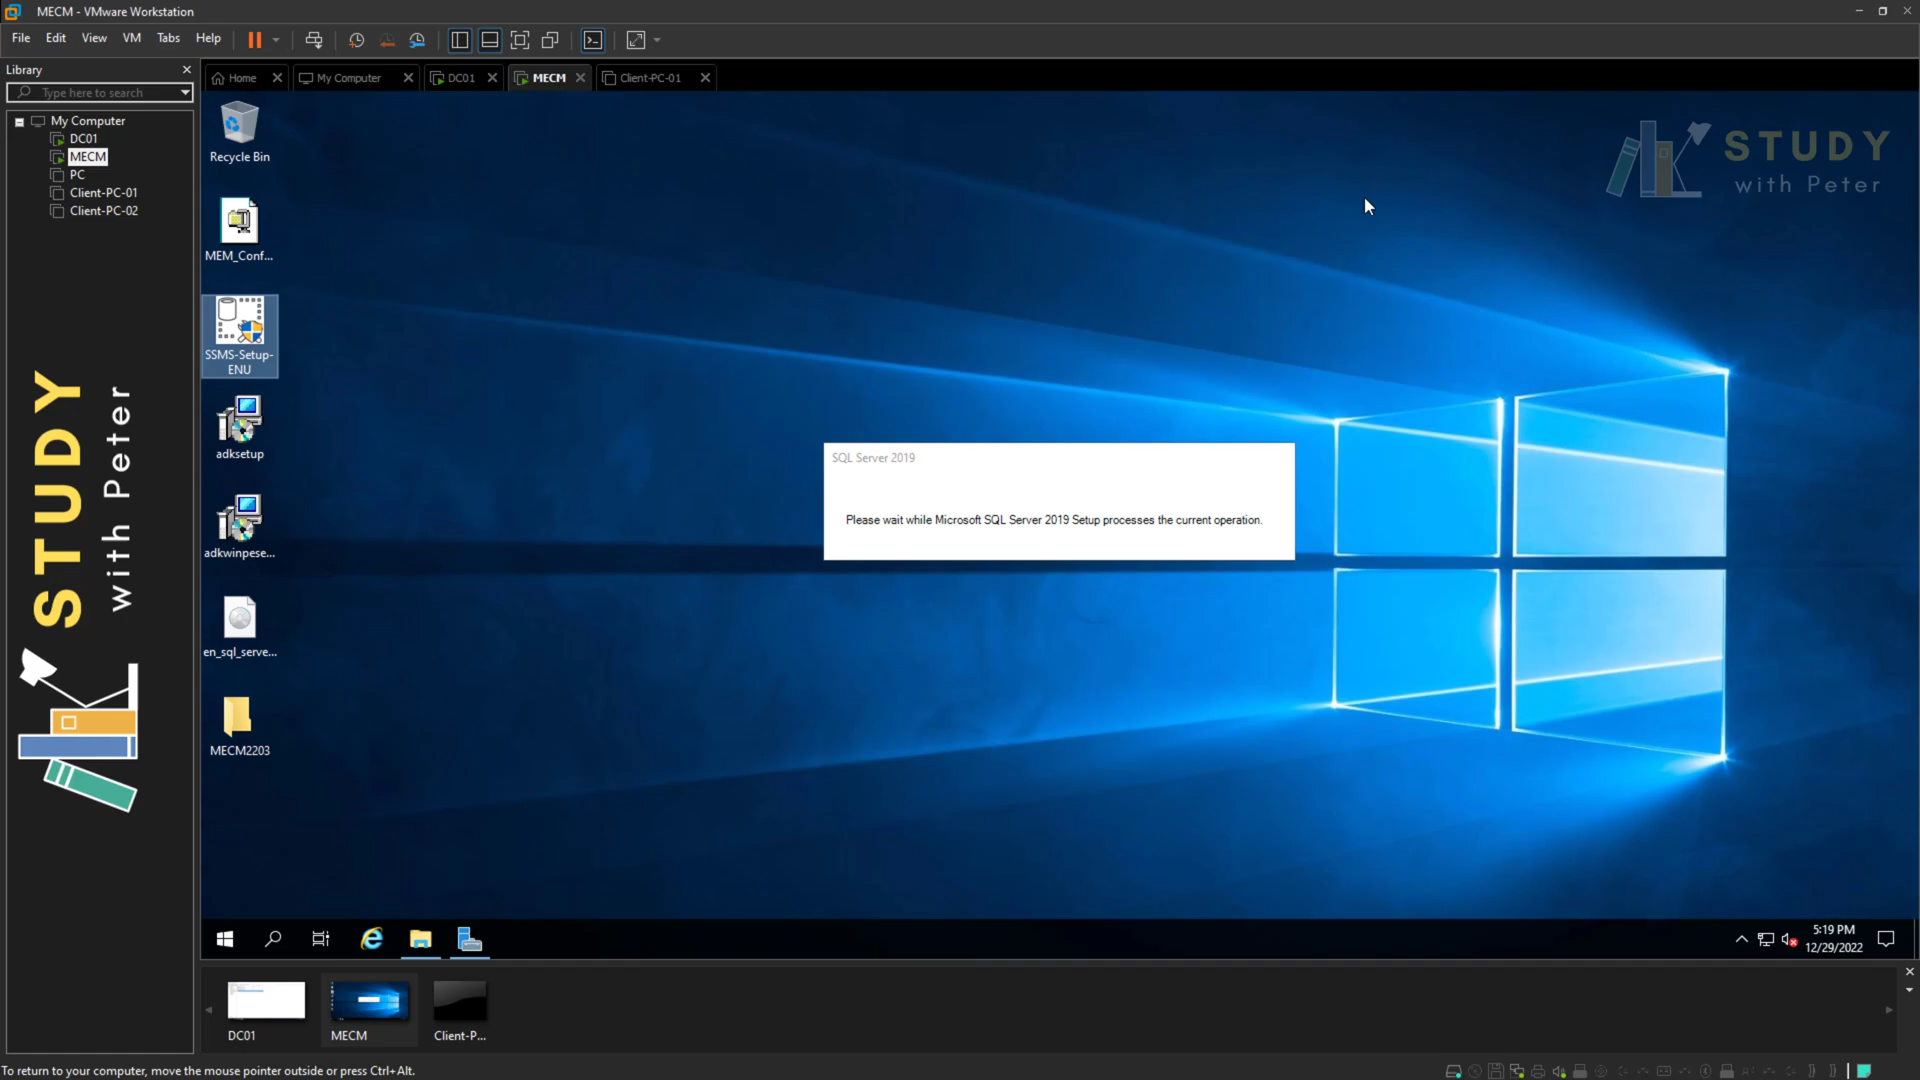 MECM - VMware Workstation
File Edit View VM Tabs Help
Library
Type here to search
My Computer
DC01
MECM
PC
Client-PC-01
Client-PC-02
STUDY
with Peter
Home
My Computer
DC01
MECM
Client-PC-01
Recycle Bin
MEM_Conf...
SSMS-Setup-
ENU
adksetup
adkwinpese...
en_sql_serve...
MECM2203
STUDY
with Peter
SQL Server 2019
Please wait while Microsoft SQL Server 2019 Setup processes the current operation.
5:19 PM
12/29/2022
DC01
MECM
Client-P...
To return to your computer, move the mouse pointer outside or press Ctrl+Alt.